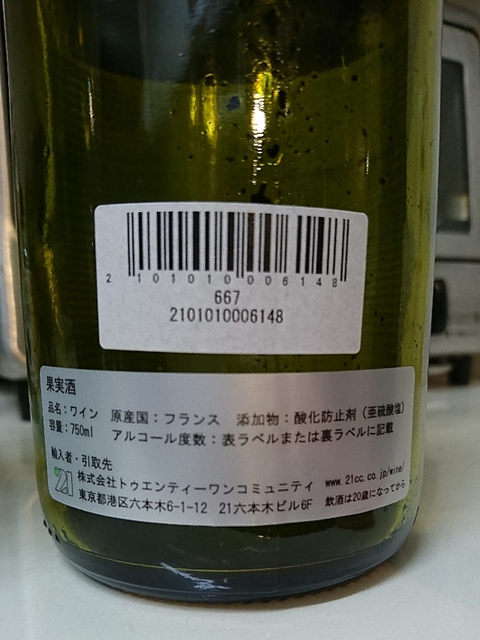 2 101010 006148
667
2101010006148
果実酒
品名：ワイン 原産国：フランス 添加物：酸化防止剤（亜硫酸塩）
容量：750ml アルコール度数：表ラベルまたは裏ラベルに記載
輸入者・引取先
21 株式会社トゥエンティーワンコミュニティ www.21cc.co.jp/wine/
東京都港区六本木6-1-12 21六本木ビル6F 飲酒は20歳になってから